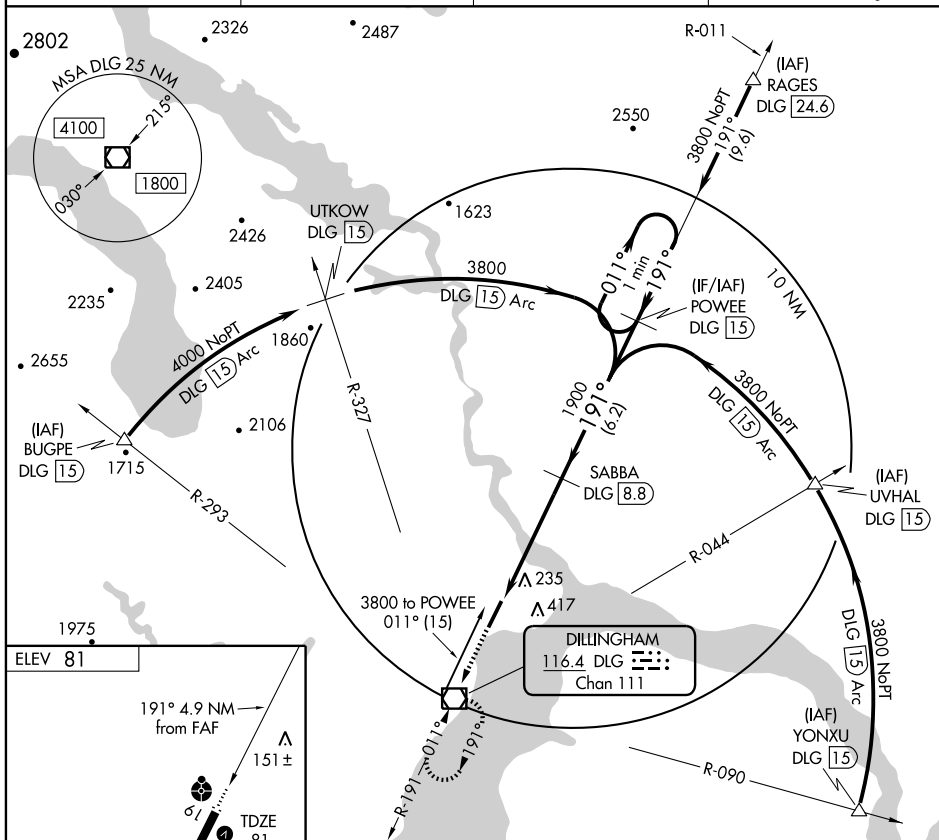 2802
2326
2487
R-011
(IAF)
RAGES
DLG 24.6
MSA DLG 25 NM
215°
4100
030°
1800
2550
3800 NoPT
191°
(9.6)
UTKOW
DLG 15
1623
2426
2405
2235
3800
DLG 15 Arc
011°
1 min
191°
(IF/IAF)
POWEE
DLG 15
10 NM
1860
4000 NoPT
DLG 15 Arc
2655
R-327
2106
1900
191°
(6.2)
3800 NoPT
DLG 15 Arc
(IAF)
BUGPE
DLG 15
1715
R-293
SABBA
DLG 8.8
(IAF)
UVHAL
DLG 15
R-044
235
417
3800 to POWEE
011° (15)
1975
DILLINGHAM
116.4 DLG
Chan 111
3800 NoPT
DLG 15 Arc
ELEV 81
191° 4.9 NM
from FAF
151±
011°
191°
R-191
(IAF)
YONXU
DLG 15
R-090
19
TDZE
81